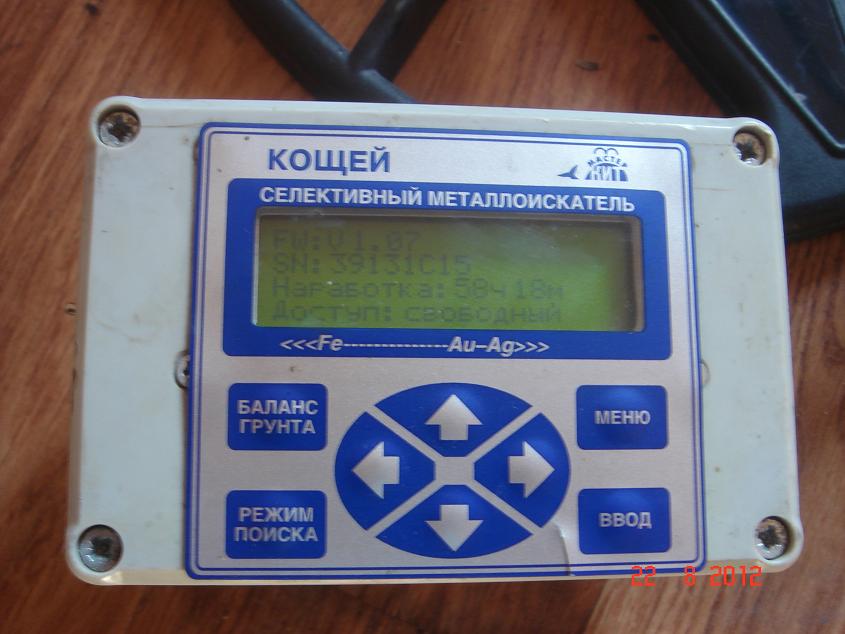 КОЩЕЙ
МАСТЕР
КИТ
СЕЛЕКТИВНЫЙ МЕТАЛЛОИСКАТЕЛЬ
FW:V1.07
SN:39131C15
Наработка:58ч18м
Доступ:свободный
<<<Fe--------------Au–Ag>>>
БАЛАНС
ГРУНТА
МЕНЮ
РЕЖИМ
ПОИСКА
ВВОД
22 8 2012